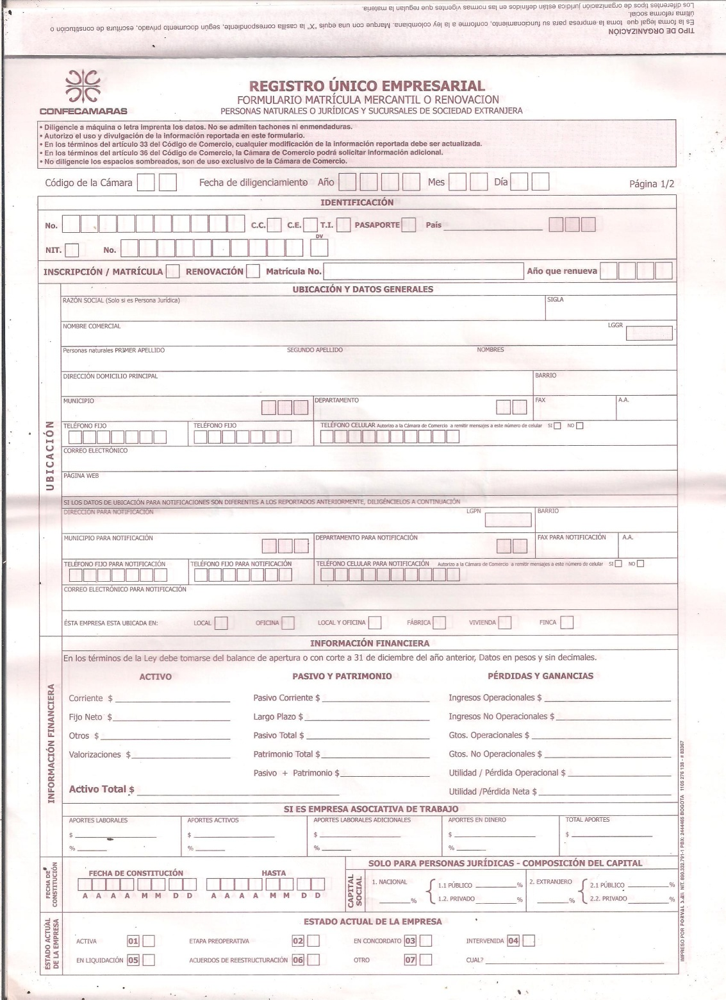 TIPO DE ORGANIZACIÓN
Es la forma legal que toma la empresa para su funcionamiento, conforme a la ley colombiana. Marque con una equis "X" la casilla correspondiente, según documento privado, escritura de constitución o
última reforma social.
Los diferentes tipos de organización jurídica están definidos en las normas vigentes que regulan la materia.
CONFECAMARAS
REGISTRO ÚNICO EMPRESARIAL
FORMULARIO MATRÍCULA MERCANTIL O RENOVACION
PERSONAS NATURALES O JURÍDICAS Y SUCURSALES DE SOCIEDAD EXTRANJERA
• Diligencie a máquina o letra imprenta los datos. No se admiten tachones ni enmendaduras.
• Autorizo el uso y divulgación de la información reportada en este formulario.
• En los términos del artículo 33 del Código de Comercio, cualquier modificación de la información reportada debe ser actualizada.
• En los términos del artículo 36 del Código de Comercio, la Cámara de Comercio podrá solicitar información adicional.
• No diligencie los espacios sombreados, son de uso exclusivo de la Cámara de Comercio.
Código de la Cámara Fecha de diligenciamiento Año Mes Día Página 1/2
IDENTIFICACIÓN
No. C.C. C.E. T.I. PASAPORTE País
NIT. No. DV
INSCRIPCIÓN / MATRÍCULA RENOVACIÓN Matrícula No. Año que renueva
UBICACIÓN
UBICACIÓN Y DATOS GENERALES
RAZÓN SOCIAL (Solo si es Persona Jurídica) SIGLA
NOMBRE COMERCIAL LGGR
Personas naturales PRIMER APELLIDO SEGUNDO APELLIDO NOMBRES
DIRECCIÓN DOMICILIO PRINCIPAL BARRIO
MUNICIPIO DEPARTAMENTO FAX A.A.
TELÉFONO FIJO TELÉFONO FIJO TELÉFONO CELULAR Autorizo a la Cámara de Comercio a remitir mensajes a este número de celular SI NO
CORREO ELECTRÓNICO
PÁGINA WEB
SI LOS DATOS DE UBICACIÓN PARA NOTIFICACIONES SON DIFERENTES A LOS REPORTADOS ANTERIORMENTE, DILIGÉNCIELOS A CONTINUACIÓN
DIRECCIÓN PARA NOTIFICACIÓN LGPN BARRIO
MUNICIPIO PARA NOTIFICACIÓN DEPARTAMENTO PARA NOTIFICACIÓN FAX PARA NOTIFICACIÓN A.A.
TELÉFONO FIJO PARA NOTIFICACIÓN TELÉFONO FIJO PARA NOTIFICACIÓN TELÉFONO CELULAR PARA NOTIFICACIÓN Autorizo a la Cámara de Comercio a remitir mensajes a este número de celular SI NO
CORREO ELECTRÓNICO PARA NOTIFICACIÓN
ÉSTA EMPRESA ESTA UBICADA EN: LOCAL OFICINA LOCAL Y OFICINA FÁBRICA VIVIENDA FINCA
INFORMACIÓN FINANCIERA
INFORMACIÓN FINANCIERA
En los términos de la Ley debe tomarse del balance de apertura o con corte a 31 de diciembre del año anterior, Datos en pesos y sin decimales.
ACTIVO PASIVO Y PATRIMONIO PÉRDIDAS Y GANANCIAS
Corriente $ Pasivo Corriente $ Ingresos Operacionales $
Fijo Neto $ Largo Plazo $ Ingresos No Operacionales $
Otros $ Pasivo Total $ Gtos. Operacionales $
Valorizaciones $ Patrimonio Total $ Gtos. No Operacionales $
Pasivo + Patrimonio $ Utilidad / Pérdida Operacional $
Activo Total $ Utilidad /Pérdida Neta $
SI ES EMPRESA ASOCIATIVA DE TRABAJO
APORTES LABORALES APORTES ACTIVOS APORTES LABORALES ADICIONALES APORTES EN DINERO TOTAL APORTES
$ $ $ $ $
% % % %
FECHA DE CONSTITUCIÓN
FECHA DE CONSTITUCIÓN HASTA
A A A A M M D D A A A A M M D D
CAPITAL SOCIAL
SOLO PARA PERSONAS JURÍDICAS - COMPOSICIÓN DEL CAPITAL
1. NACIONAL % 1.1 PÚBLICO % 2. EXTRANJERO % 2.1 PÚBLICO %
1.2. PRIVADO % 2.2. PRIVADO %
ESTADO ACTUAL DE LA EMPRESA
ESTADO ACTUAL DE LA EMPRESA
ACTIVA 01 ETAPA PREOPERATIVA 02 EN CONCORDATO 03 INTERVENIDA 04
EN LIQUIDACIÓN 05 ACUERDOS DE REESTRUCTURACIÓN 06 OTRO 07 CUAL?
IMPRESO POR FORVAL NIT. 890.332.791-1 PBX: 2444465 BOGOTA 1105 276 138 - # 83367